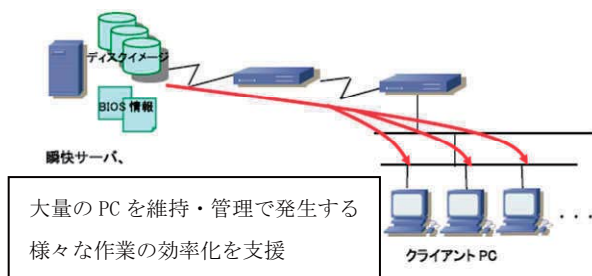 ディスクイメージ
BIOS 情報
瞬快サーバ、
大量の PC を維持・管理で発生する
様々な作業の効率化を支援
クライアント PC
・・・